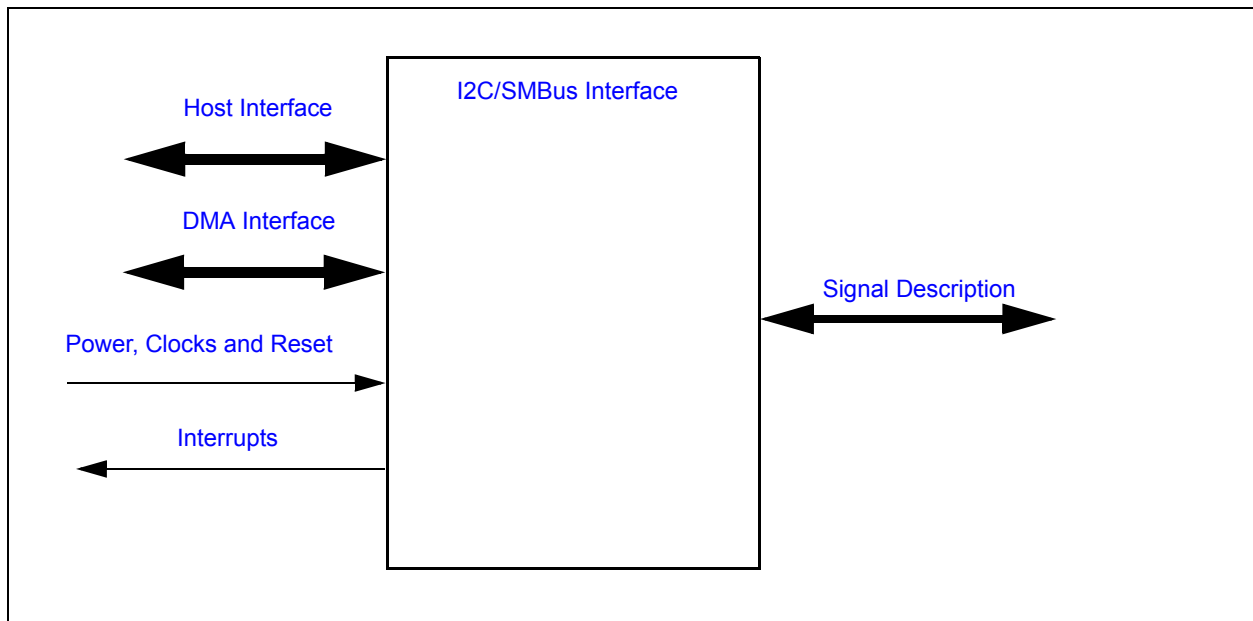 I2C/SMBus Interface
Host Interface
DMA Interface
Signal Description
Power, Clocks and Reset
Interrupts